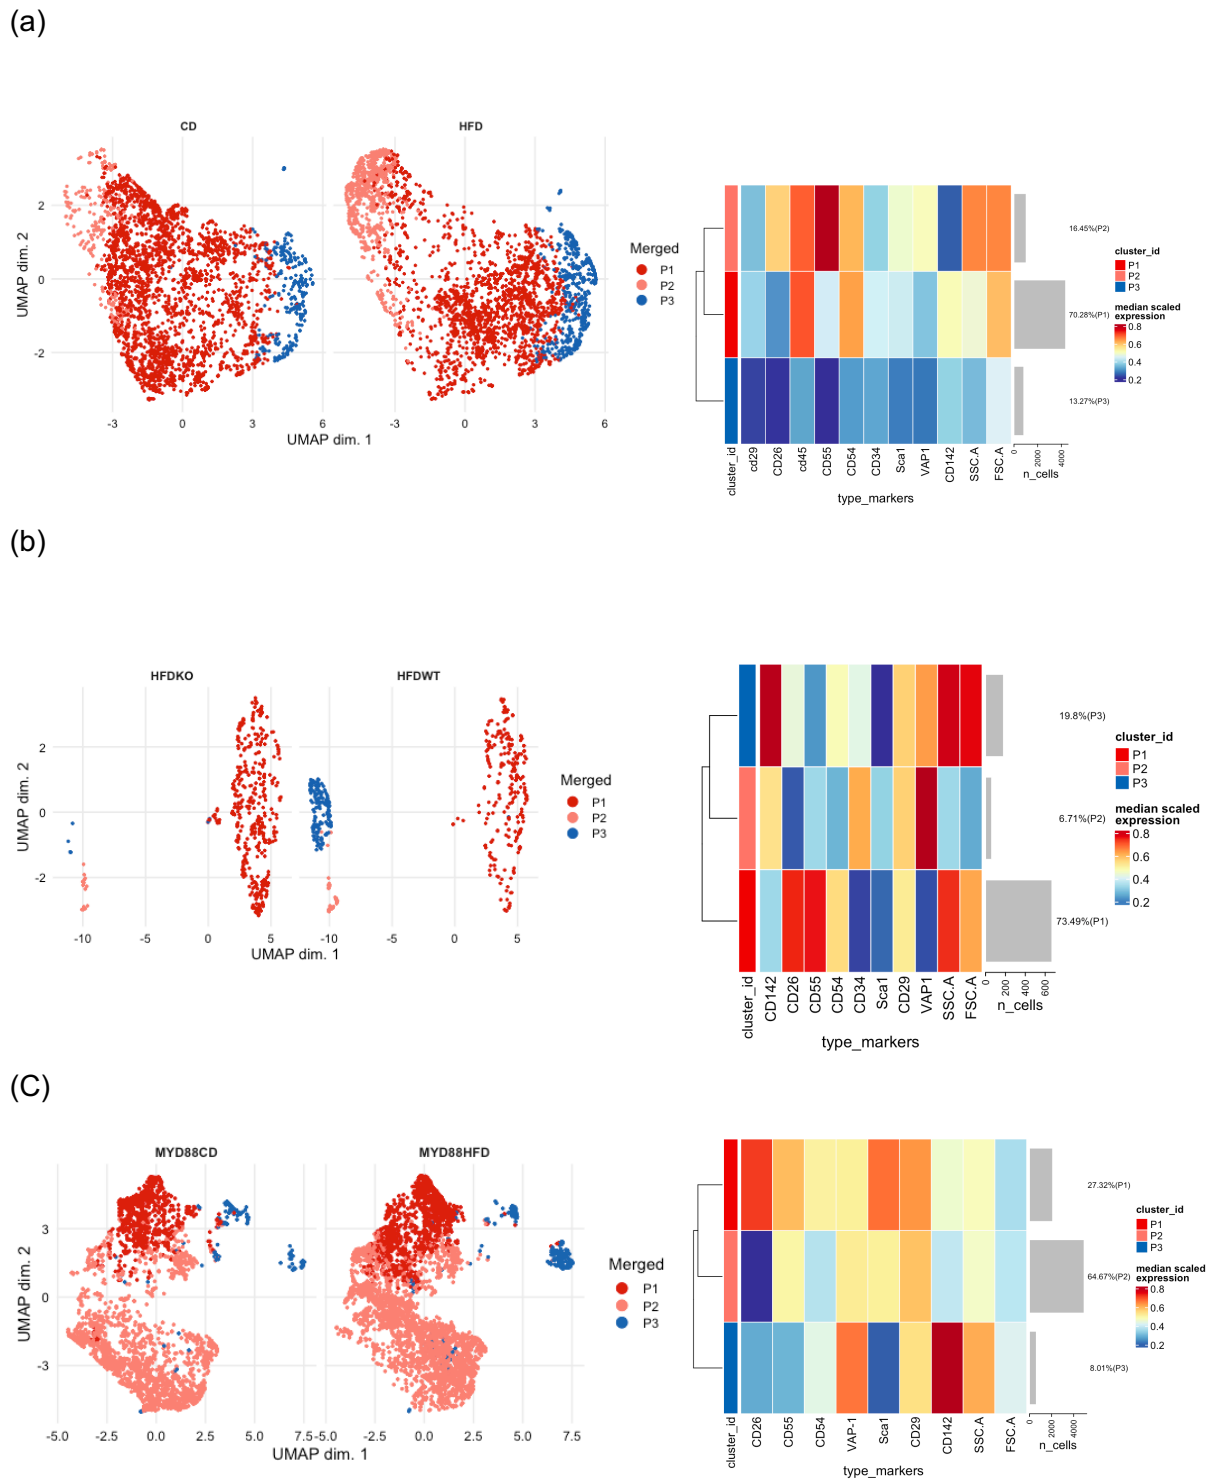 (a)
CD
HFD
UMAP dim. 2
2
0
-2
-3
0
3
6
-3
0
3
6
UMAP dim. 1
Merged
P1
P2
P3
16.45%(P2)
70.28%(P1)
13.27%(P3)
cluster_id
cd29
CD26
cd45
CD55
CD54
CD34
Sca1
VAP1
CD142
SSC.A
FSC.A
type_markers
0
2000
4000
n_cells
cluster_id
P1
P2
P3
median scaled
expression
0.8
0.6
0.4
0.2
(b)
HFDKO
HFDWT
UMAP dim. 2
2
0
-2
-10
-5
0
5
-10
-5
0
5
UMAP dim. 1
Merged
P1
P2
P3
19.8%(P3)
6.71%(P2)
73.49%(P1)
cluster_id
CD142
CD26
CD55
CD54
CD34
Sca1
CD29
VAP1
SSC.A
FSC.A
type_markers
0
200
400
600
n_cells
cluster_id
P1
P2
P3
median scaled
expression
0.8
0.6
0.4
0.2
(C)
MYD88CD
MYD88HFD
UMAP dim. 2
3
0
-3
-5.0
-2.5
0.0
2.5
5.0
7.5
-5.0
-2.5
0.0
2.5
5.0
7.5
UMAP dim. 1
Merged
P1
P2
P3
27.32%(P1)
64.67%(P2)
8.01%(P3)
cluster_id
CD26
CD55
CD54
VAP-1
Sca1
CD29
CD142
SSC.A
FSC.A
type_markers
0
2000
4000
n_cells
cluster_id
P1
P2
P3
median scaled
expression
0.8
0.6
0.4
0.2